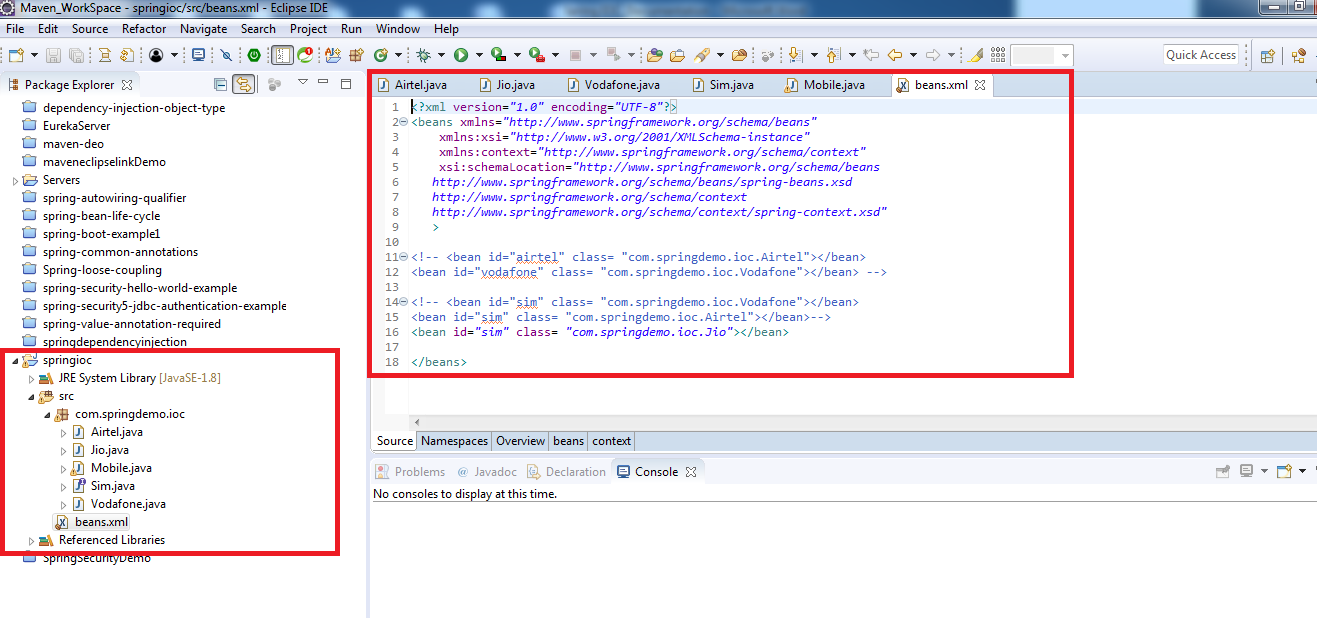 Maven_WorkSpace - springioc/src/beans.xml - Eclipse IDE
File Edit Source Refactor Navigate Search Project Run Window Help
Quick Access
Package Explorer
dependency-injection-object-type
EurekaServer
maven-deo
maveneclipselinkDemo
Servers
spring-autowiring-qualifier
spring-bean-life-cycle
spring-boot-example1
spring-common-annotations
Spring-loose-coupling
spring-security-hello-world-example
spring-security5-jdbc-authentication-example
spring-value-annotation-required
springdependencyinjection
springioc
JRE System Library [JavaSE-1.8]
src
com.springdemo.ioc
Airtel.java
Jio.java
Mobile.java
Sim.java
Vodafone.java
beans.xml
Referenced Libraries
SpringSecurityDemo
Airtel.java Jio.java Vodafone.java Sim.java Mobile.java beans.xml
1 <?xml version="1.0" encoding="UTF-8"?>
2 <beans xmlns="http://www.springframework.org/schema/beans"
3 xmlns:xsi="http://www.w3.org/2001/XMLSchema-instance"
4 xmlns:context="http://www.springframework.org/schema/context"
5 xsi:schemaLocation="http://www.springframework.org/schema/beans
6 http://www.springframework.org/schema/beans/spring-beans.xsd
7 http://www.springframework.org/schema/context
8 http://www.springframework.org/schema/context/spring-context.xsd"
9 >
10
11 <!-- <bean id="airtel" class= "com.springdemo.ioc.Airtel"></bean>
12 <bean id="vodafone" class= "com.springdemo.ioc.Vodafone"></bean> -->
13
14 <!-- <bean id="sim" class= "com.springdemo.ioc.Vodafone"></bean>
15 <bean id="sim" class= "com.springdemo.ioc.Airtel"></bean>-->
16 <bean id="sim" class= "com.springdemo.ioc.Jio"></bean>
17
18 </beans>
Source Namespaces Overview beans context
Problems Javadoc Declaration Console
No consoles to display at this time.